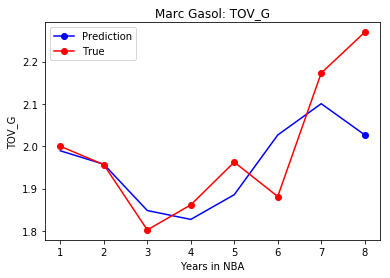 Marc Gasol: TOV_G
Prediction
True
TOV_G
2.2
2.1
2.0
1.9
1.8
1 2 3 4 5 6 7 8
Years in NBA